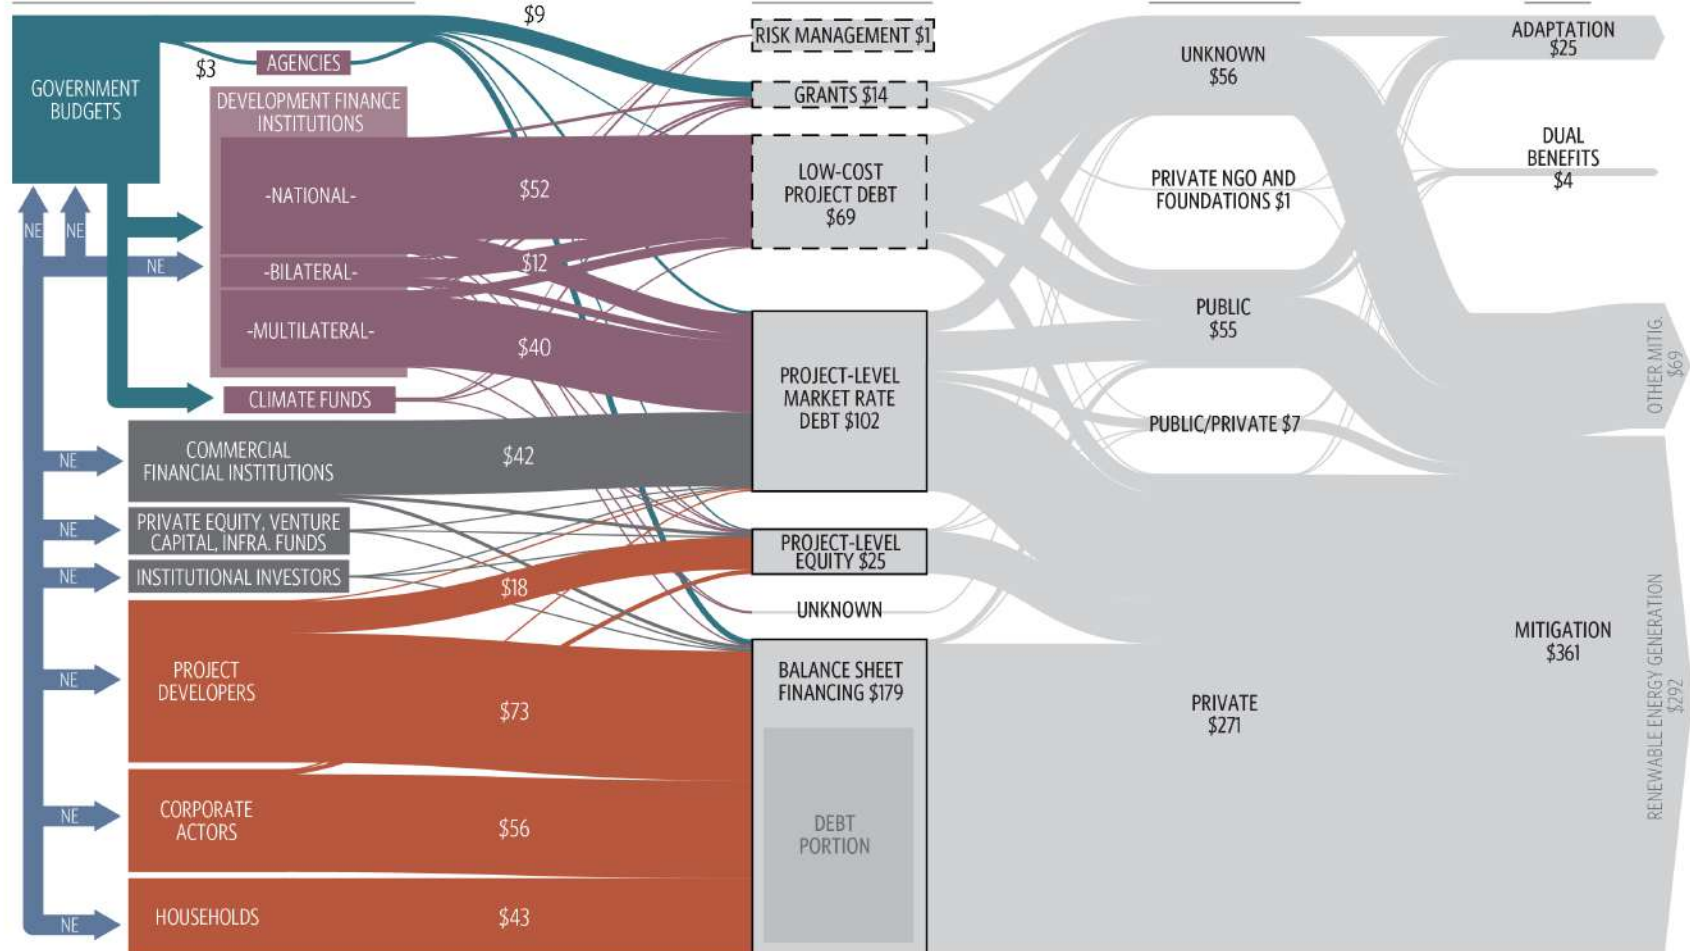 $9
RISK MANAGEMENT $1
ADAPTATION
$25
UNKNOWN
$56
$3
AGENCIES
GOVERNMENT
BUDGETS
DEVELOPMENT FINANCE
INSTITUTIONS
GRANTS $14
DUAL
BENEFITS
$4
-NATIONAL-
$52
LOW-COST
PROJECT DEBT
$69
PRIVATE NGO AND
FOUNDATIONS $1
NE
NE
NE
-BILATERAL-
$12
-MULTILATERAL-
$40
PUBLIC
$55
OTHER MITIG.
$69
CLIMATE FUNDS
PROJECT-LEVEL
MARKET RATE
DEBT $102
PUBLIC/PRIVATE $7
NE
COMMERCIAL
FINANCIAL INSTITUTIONS
$42
NE
PRIVATE EQUITY, VENTURE
CAPITAL, INFRA. FUNDS
PROJECT-LEVEL
EQUITY $25
NE
INSTITUTIONAL INVESTORS
$18
UNKNOWN
NE
PROJECT
DEVELOPERS
$73
BALANCE SHEET
FINANCING $179
PRIVATE
$271
MITIGATION
$361
RENEWABLE ENERGY GENERATION
$292
NE
CORPORATE
ACTORS
$56
DEBT
PORTION
NE
HOUSEHOLDS
$43